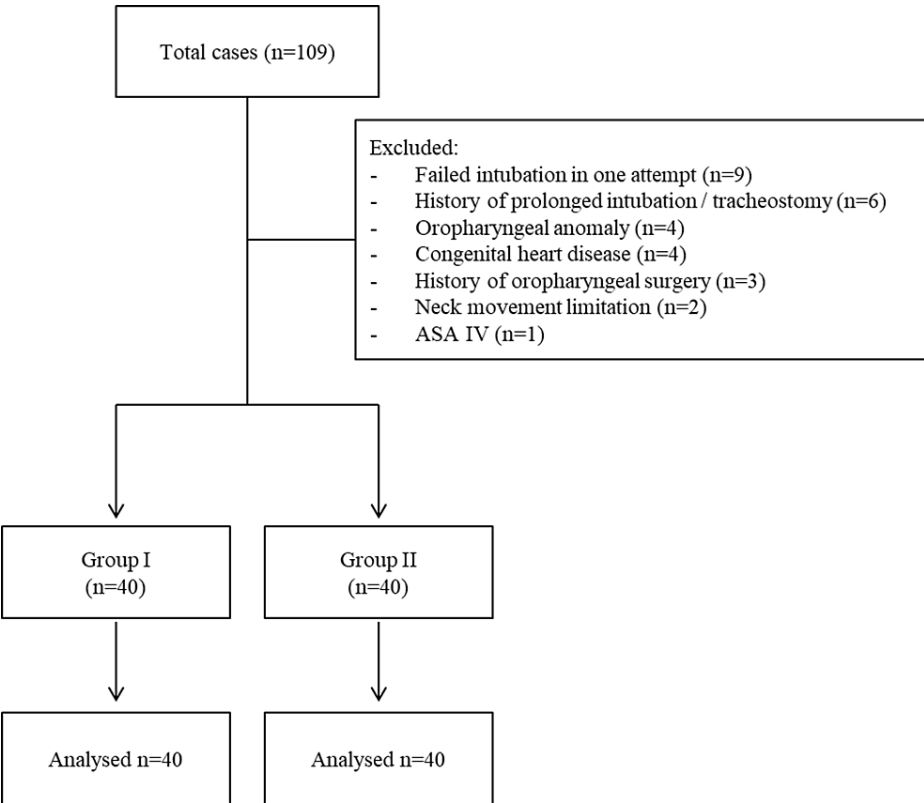 Total cases (n=109)
Excluded:
- Failed intubation in one attempt (n=9)
- History of prolonged intubation / tracheostomy (n=6)
- Oropharyngeal anomaly (n=4)
- Congenital heart disease (n=4)
- History of oropharyngeal surgery (n=3)
- Neck movement limitation (n=2)
- ASA IV (n=1)
Group I
(n=40)
Group II
(n=40)
Analysed n=40
Analysed n=40